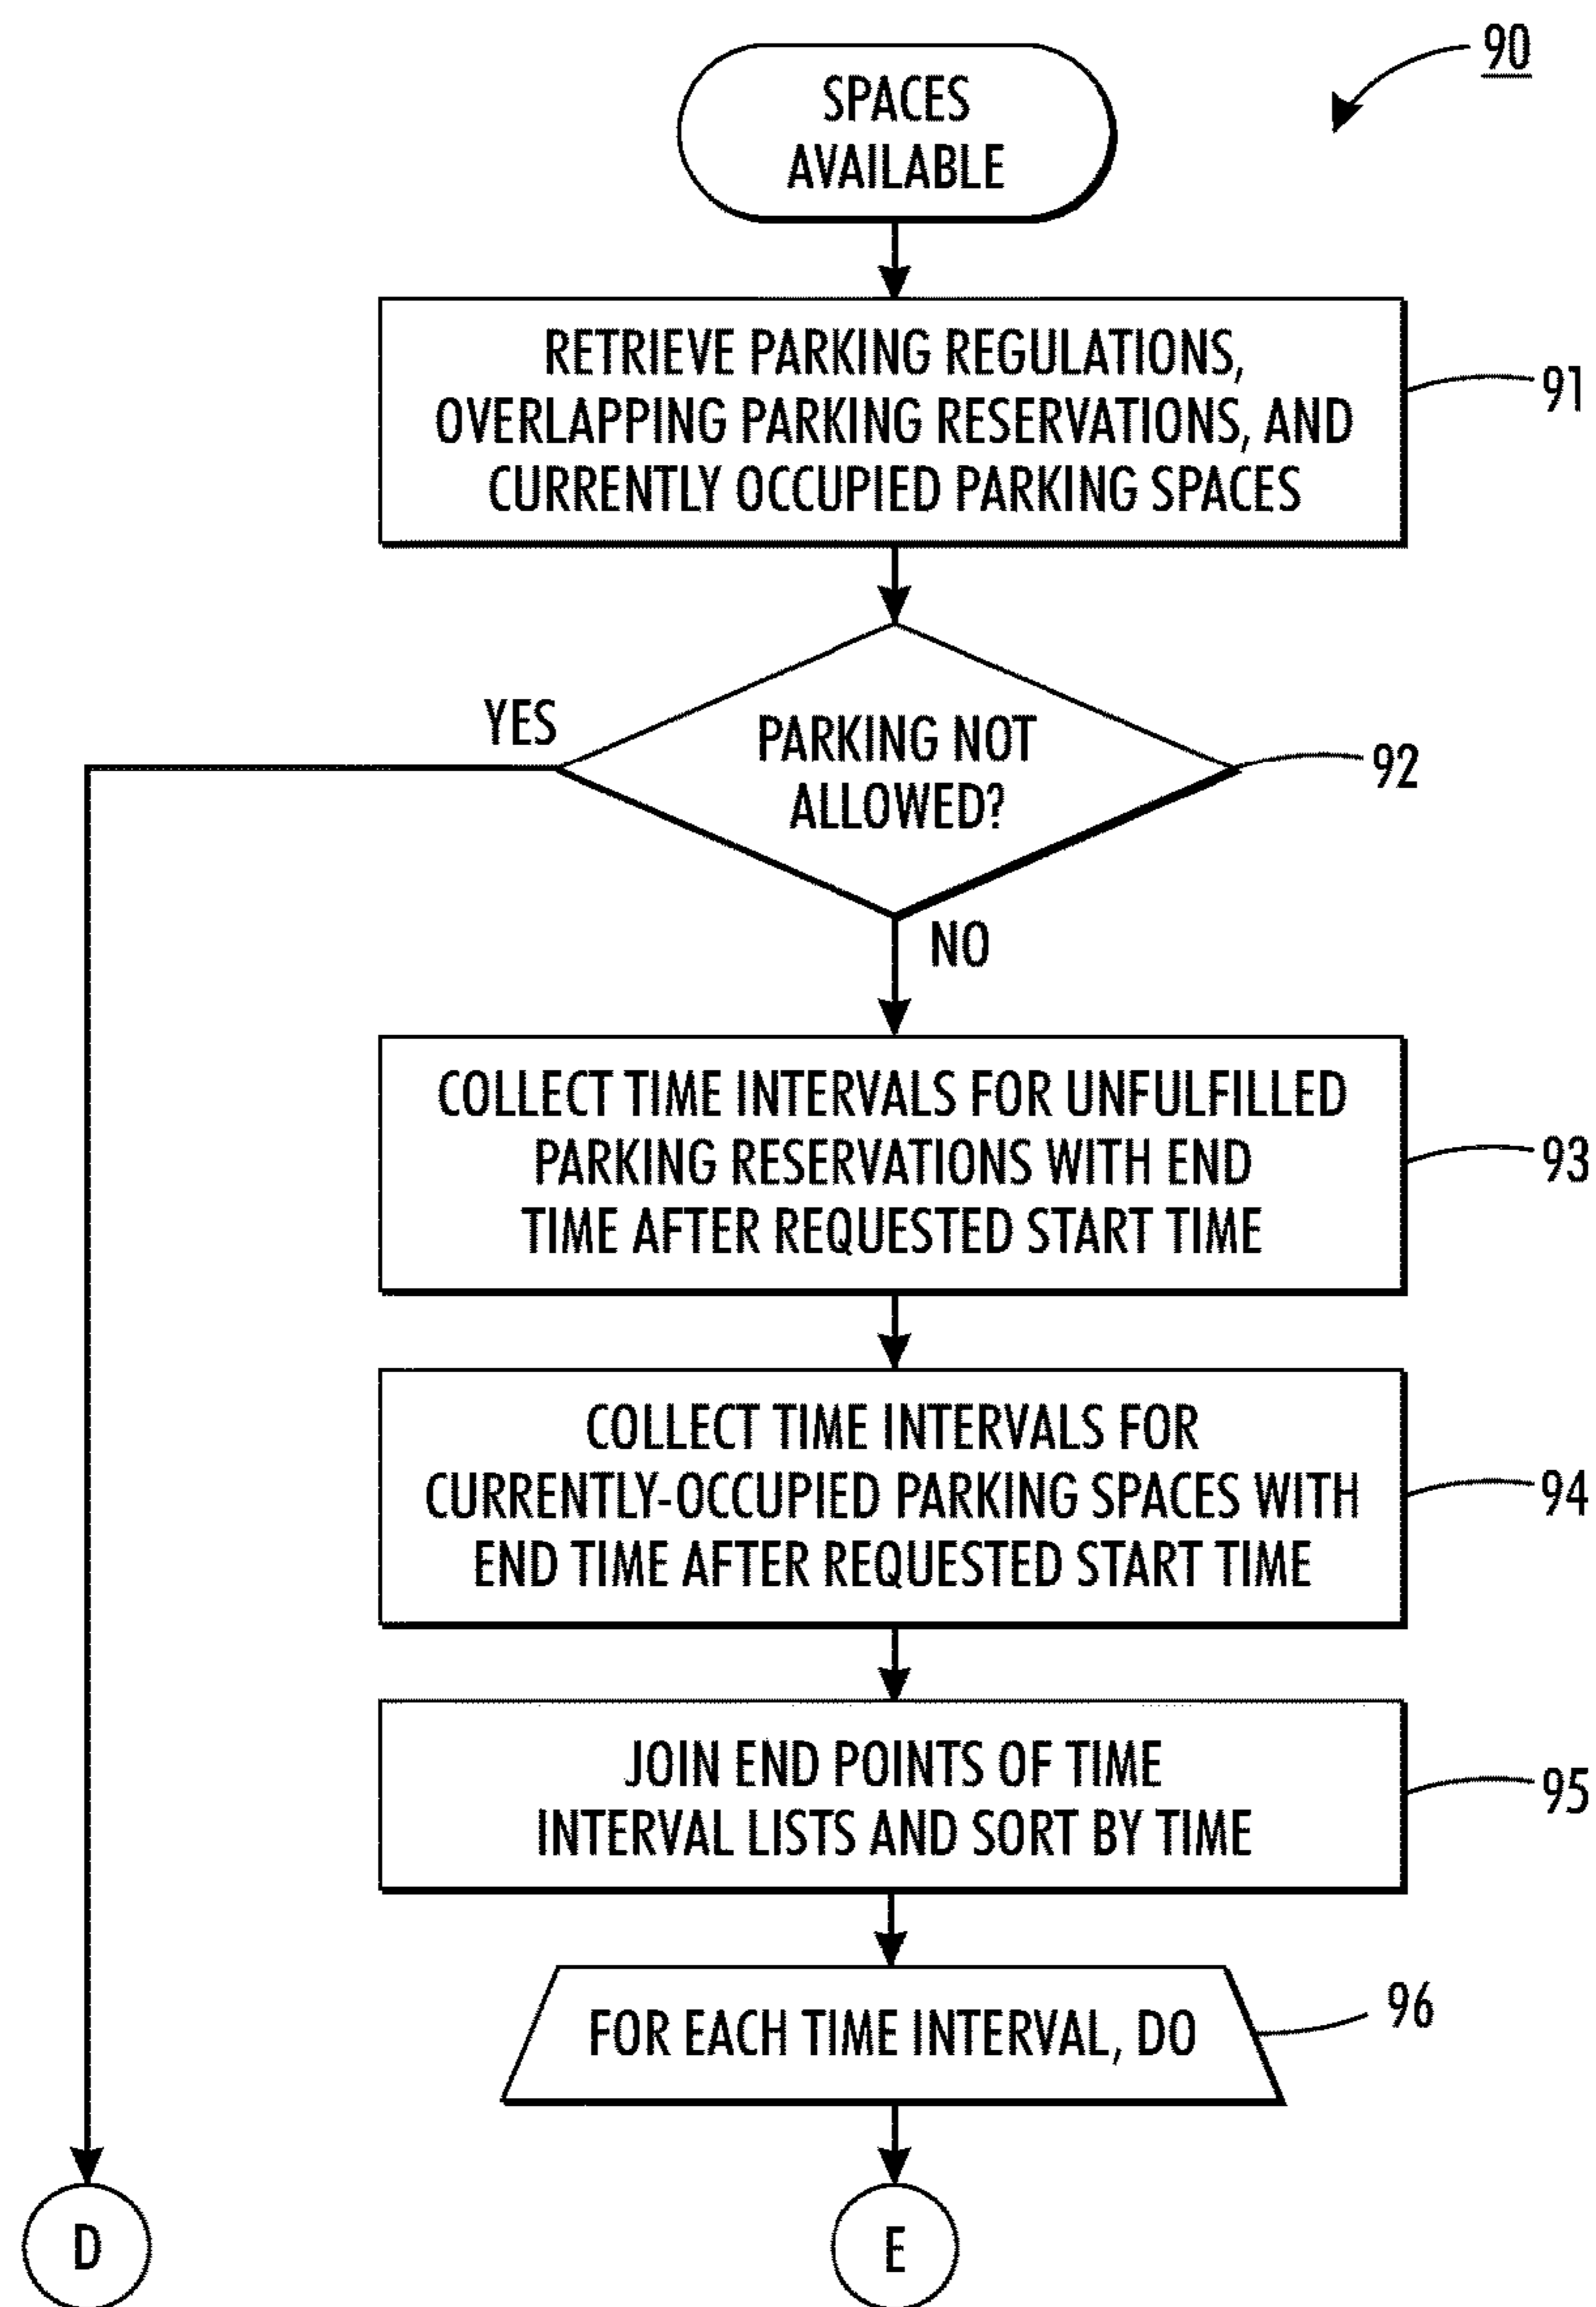 90
SPACES
AVAILABLE
RETRIEVE PARKING REGULATIONS,
OVERLAPPING PARKING RESERVATIONS, AND
CURRENTLY OCCUPIED PARKING SPACES
91
YES
PARKING NOT
ALLOWED?
92
NO
COLLECT TIME INTERVALS FOR UNFULFILLED
PARKING RESERVATIONS WITH END
TIME AFTER REQUESTED START TIME
93
COLLECT TIME INTERVALS FOR
CURRENTLY-OCCUPIED PARKING SPACES WITH
END TIME AFTER REQUESTED START TIME
94
JOIN END POINTS OF TIME
INTERVAL LISTS AND SORT BY TIME
95
FOR EACH TIME INTERVAL, DO
96
D
E